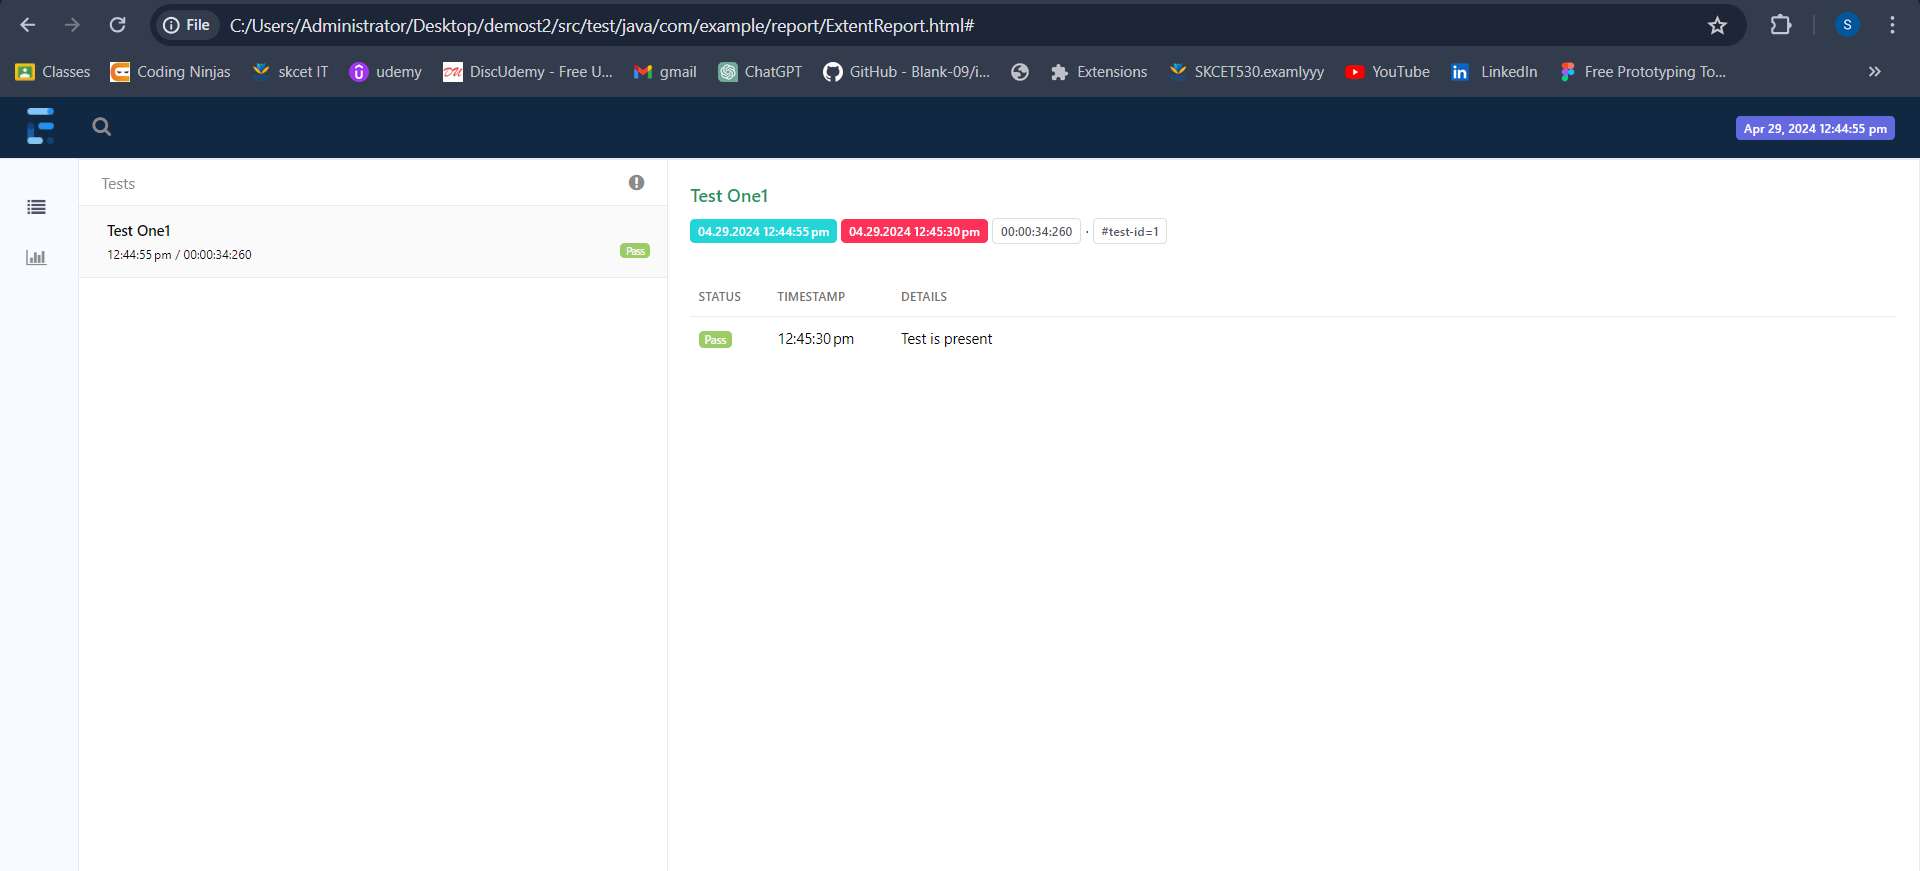 File C:/Users/Administrator/Desktop/demost2/src/test/java/com/example/report/ExtentReport.html# S
Classes Coding Ninjas skcet IT udemy DU DiscUdemy - Free U... gmail ChatGPT GitHub - Blank-09/i... Extensions SKCET530.examlyyy YouTube in LinkedIn Free Prototyping To... »
Apr 29, 2024 12:44:55 pm
Tests
Test One1
12:44:55 pm / 00:00:34:260
Pass
Test One1
04.29.2024 12:44:55 pm 04.29.2024 12:45:30 pm 00:00:34:260 · #test-id=1
STATUS TIMESTAMP DETAILS
Pass 12:45:30 pm Test is present